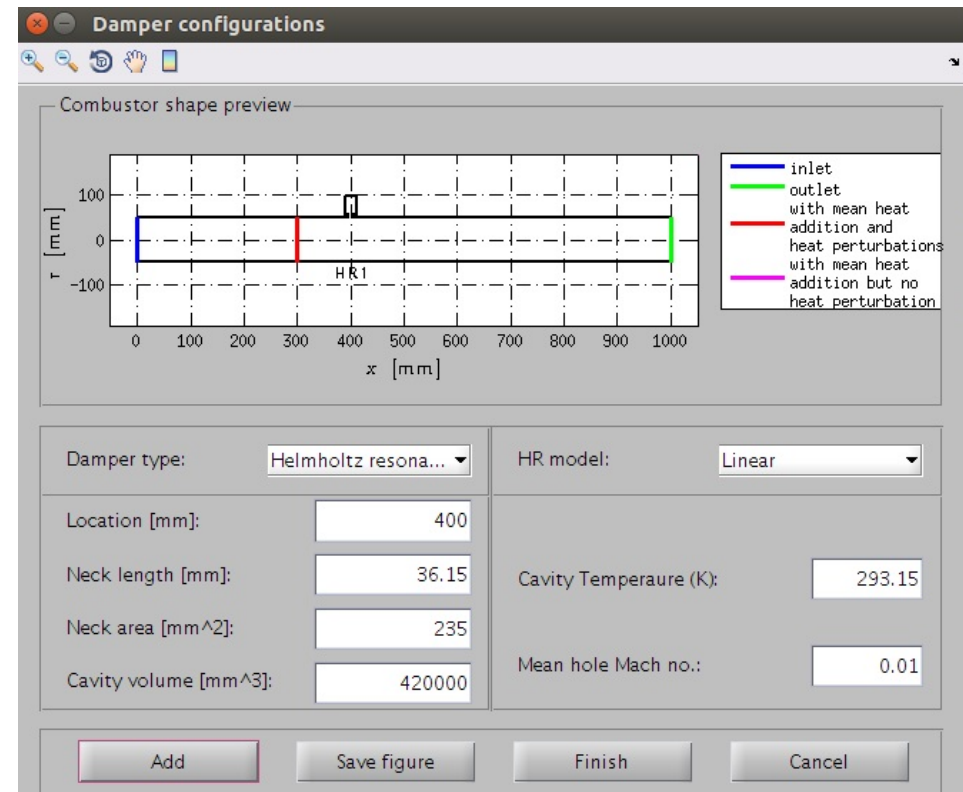 Damper configurations
Combustor shape preview
100
0
−100
r [mm]
HR1
0 100 200 300 400 500 600 700 800 900 1000
x [mm]
inlet
outlet
with mean heat
addition and
heat perturbations
with mean heat
addition but no
heat perturbation
Damper type: Helmholtz resona...
HR model: Linear
Location [mm]: 400
Neck length [mm]: 36.15
Neck area [mm^2]: 235
Cavity volume [mm^3]: 420000
Cavity Temperaure (K): 293.15
Mean hole Mach no.: 0.01
Add Save figure Finish Cancel